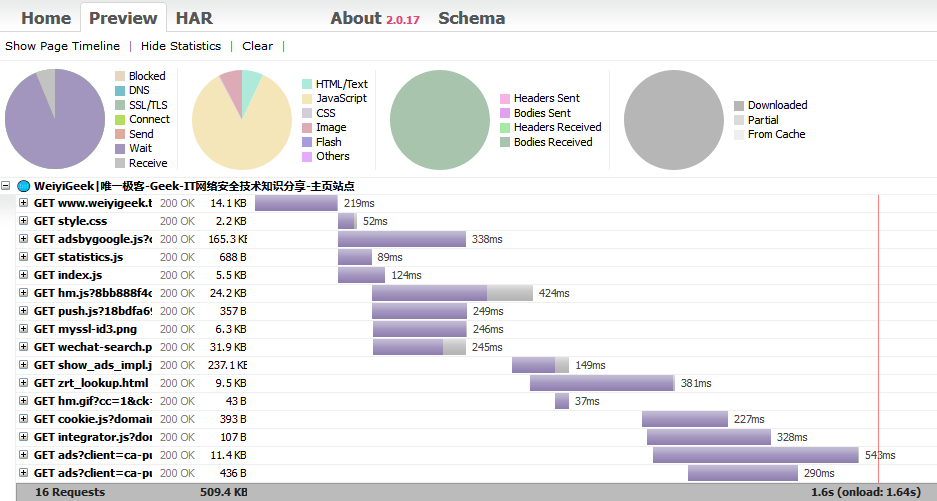 Home Preview HAR About 2.0.17 Schema
Show Page Timeline | Hide Statistics | Clear |
Blocked
DNS
SSL/TLS
Connect
Send
Wait
Receive
HTML/Text
JavaScript
CSS
Image
Flash
Others
Headers Sent
Bodies Sent
Headers Received
Bodies Received
Downloaded
Partial
From Cache
WeiyiGeek|唯一极客-Geek-IT网络安全技术知识分享-主页站点
GET www.weiyigeek.t 200 OK 14.1 KB 219ms
GET style.css 200 OK 2.2 KB 52ms
GET adsbygoogle.js?c 200 OK 165.3 KB 338ms
GET statistics.js 200 OK 688 B 89ms
GET index.js 200 OK 5.5 KB 124ms
GET hm.js?8bb888f4c 200 OK 24.2 KB 424ms
GET push.js?18bdfa69 200 OK 357 B 249ms
GET myssl-id3.png 200 OK 6.3 KB 246ms
GET wechat-search.p 200 OK 31.9 KB 245ms
GET show_ads_impl.j 200 OK 237.1 KB 149ms
GET zrt_lookup.html 200 OK 9.5 KB 381ms
GET hm.gif?cc=1&ck= 200 OK 43 B 37ms
GET cookie.js?domain 200 OK 393 B 227ms
GET integrator.js?doi 200 OK 107 B 328ms
GET ads?client=ca-pu 200 OK 11.4 KB 543ms
GET ads?client=ca-pu 200 OK 436 B 290ms
16 Requests 509.4 KB 1.6s (onload: 1.64s)